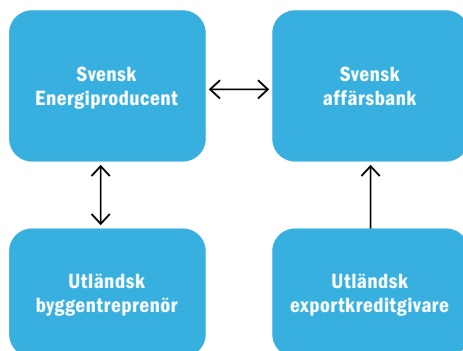 Svensk
Energiproducent
Svensk
affärsbank
Utländsk
byggentreprenör
Utländsk
exportkreditgivare